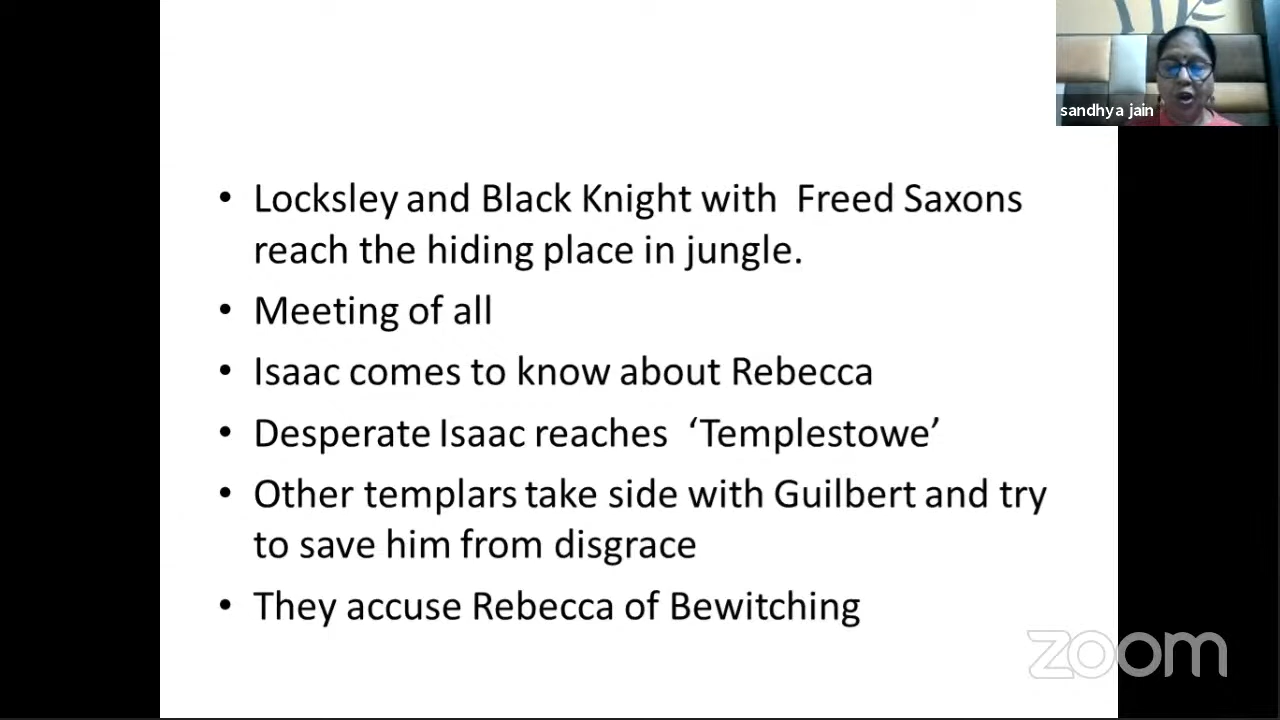 sandhya jain
• Locksley and Black Knight with Freed Saxons
reach the hiding place in jungle.
• Meeting of all
• Isaac comes to know about Rebecca
• Desperate Isaac reaches ‘Templestowe’
• Other templars take side with Guilbert and try
to save him from disgrace
• They accuse Rebecca of Bewitching
zoom